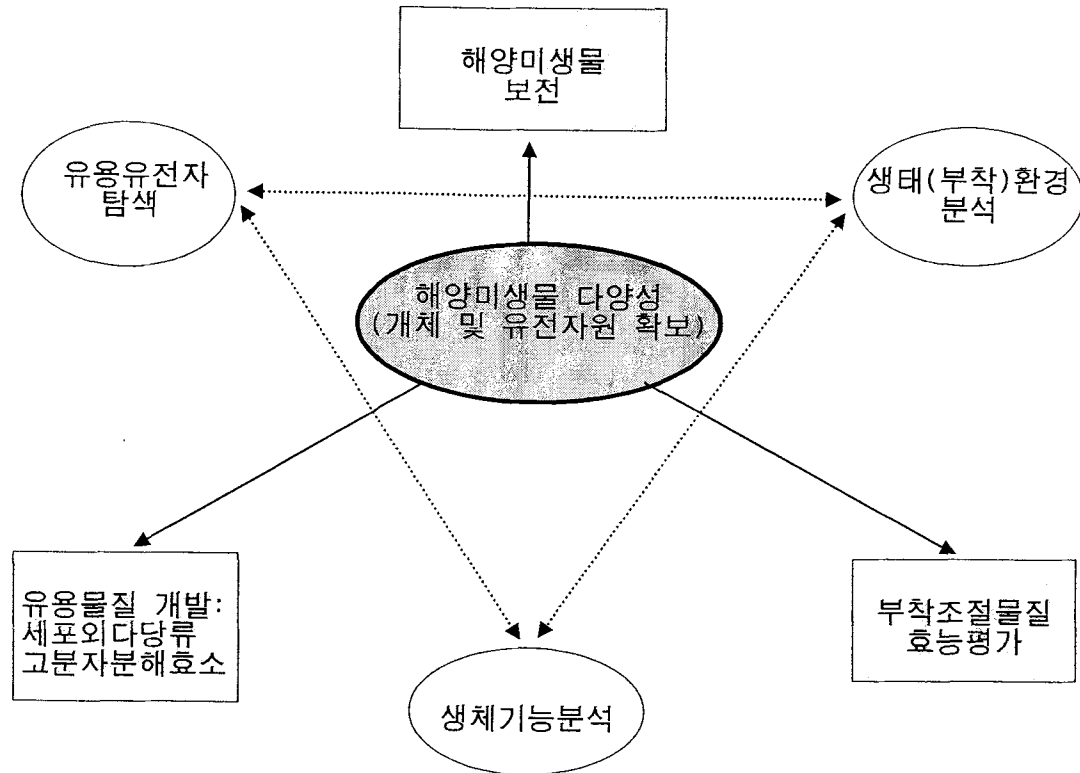 해양미생물
보전
유용유전자
탐색
생태(부착)환경
분석
해양미생물 다양성
(개체 및 유전자원 확보)
유용물질 개발:
세포외다당류
고분자분해효소
부착조절물질
효능평가
생체기능분석